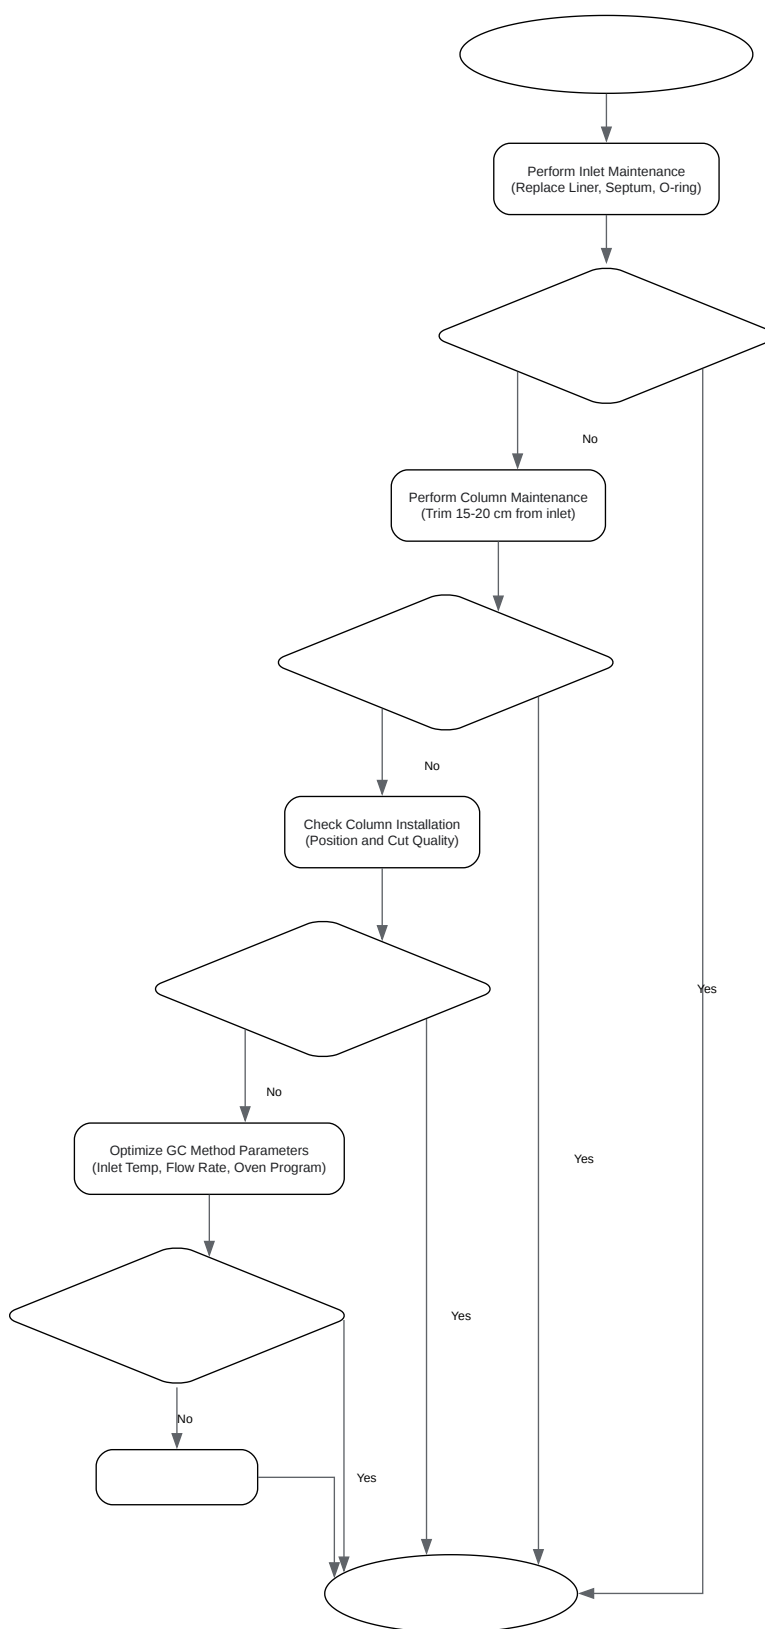 Perform Inlet Maintenance
(Replace Liner, Septum, O-ring)
No
Perform Column Maintenance
(Trim 15-20 cm from inlet)
No
Check Column Installation
(Position and Cut Quality)
Yes
No
Optimize GC Method Parameters
(Inlet Temp, Flow Rate, Oven Program)
Yes
Yes
No
Yes